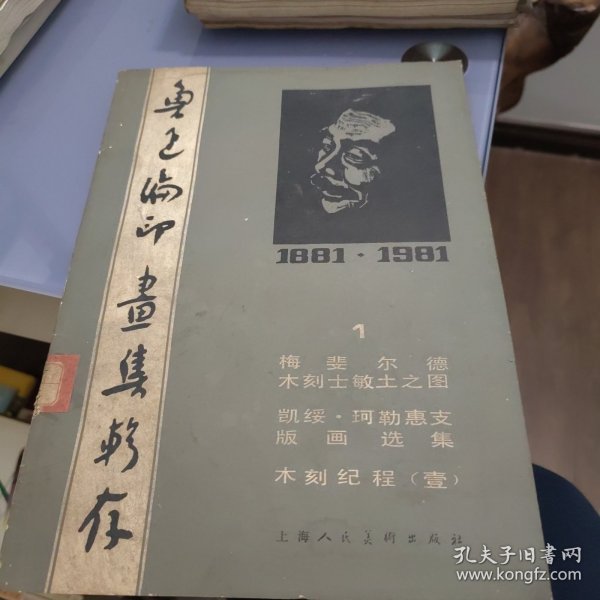 鲁迅编印画集辑存
1881·1981
1
梅斐尔德
木刻士敏土之图
凯绥·珂勒惠支
版画选集
木刻纪程（壹）
上海人民美術出版社
孔夫子旧书网
www.kongfz.com